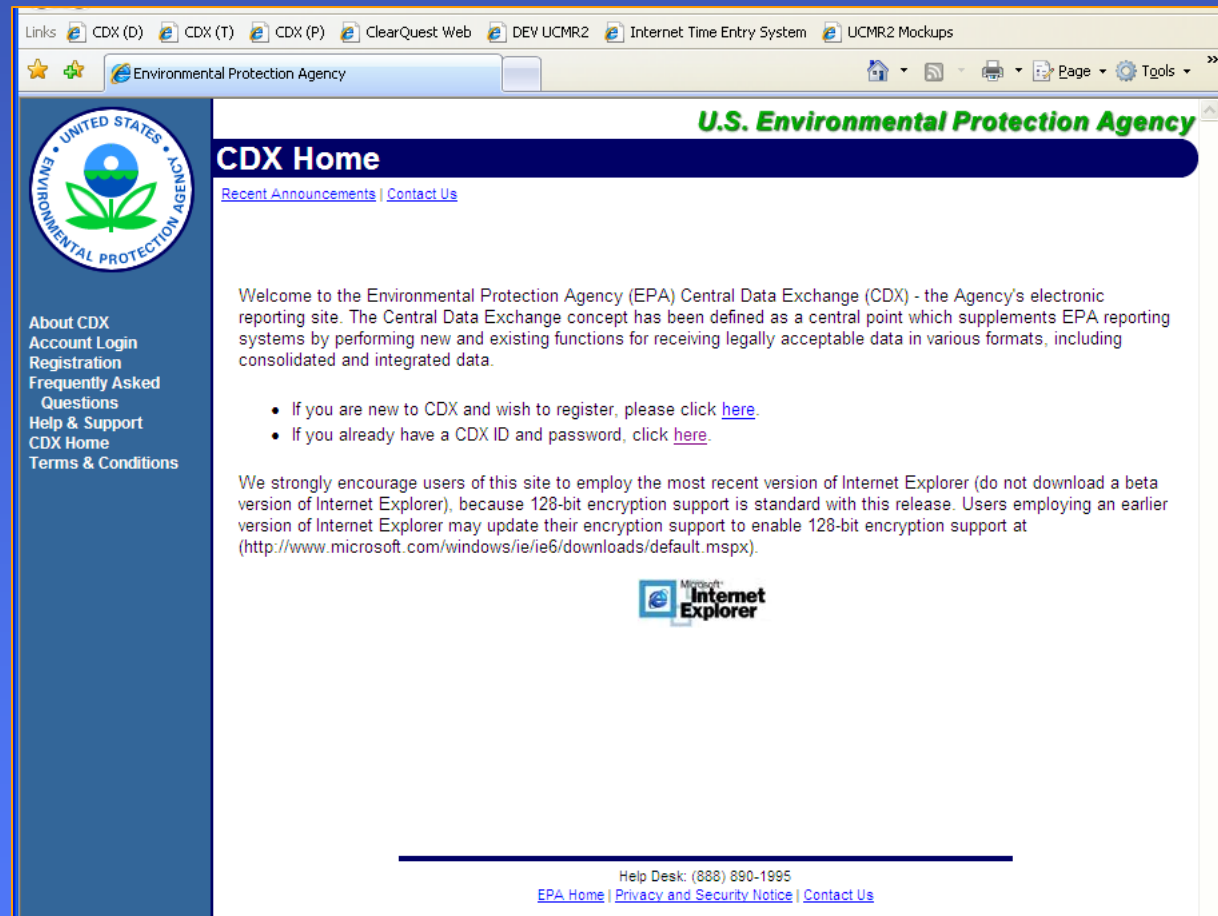 Links CDX (D) CDX (T) CDX (P) ClearQuest Web DEV UCMR2 Internet Time Entry System UCMR2 Mockups
Environmental Protection Agency Page Tools
UNITED STATES ENVIRONMENTAL PROTECTION AGENCY
U.S. Environmental Protection Agency
CDX Home
Recent Announcements | Contact Us
About CDX
Account Login
Registration
Frequently Asked
Questions
Help & Support
CDX Home
Terms & Conditions
Welcome to the Environmental Protection Agency (EPA) Central Data Exchange (CDX) - the Agency's electronic
reporting site. The Central Data Exchange concept has been defined as a central point which supplements EPA reporting
systems by performing new and existing functions for receiving legally acceptable data in various formats, including
consolidated and integrated data.
• If you are new to CDX and wish to register, please click here.
• If you already have a CDX ID and password, click here.
We strongly encourage users of this site to employ the most recent version of Internet Explorer (do not download a beta
version of Internet Explorer), because 128-bit encryption support is standard with this release. Users employing an earlier
version of Internet Explorer may update their encryption support to enable 128-bit encryption support at
(http://www.microsoft.com/windows/ie/ie6/downloads/default.mspx).
Microsoft
Internet
Explorer
Help Desk: (888) 890-1995
EPA Home | Privacy and Security Notice | Contact Us